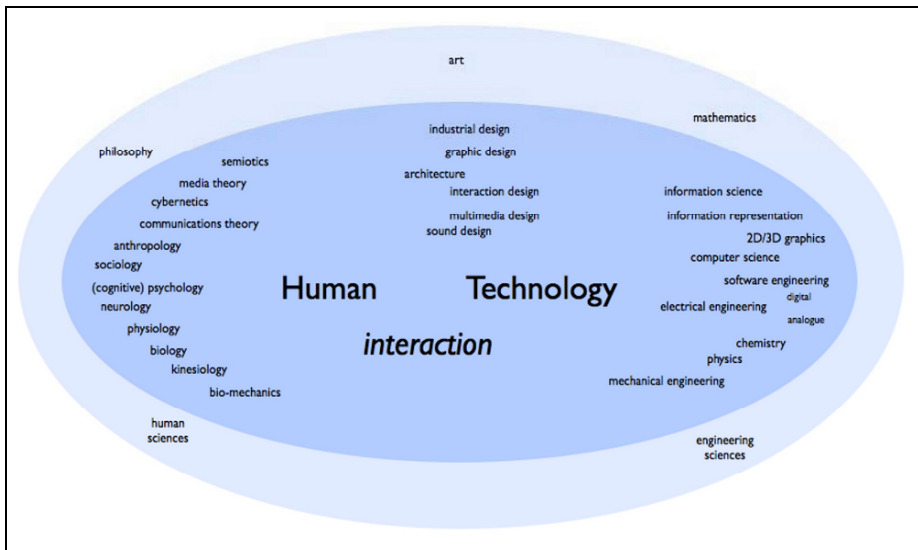 art
mathematics
philosophy
industrial design
graphic design
architecture
interaction design
multimedia design
sound design
semiotics
media theory
cybernetics
communications theory
anthropology
sociology
(cognitive) psychology
neurology
physiology
biology
kinesiology
bio-mechanics
information science
information representation
2D/3D graphics
computer science
software engineering
digital
electrical engineering
analogue
chemistry
physics
mechanical engineering
Human
Technology
interaction
human
sciences
engineering
sciences